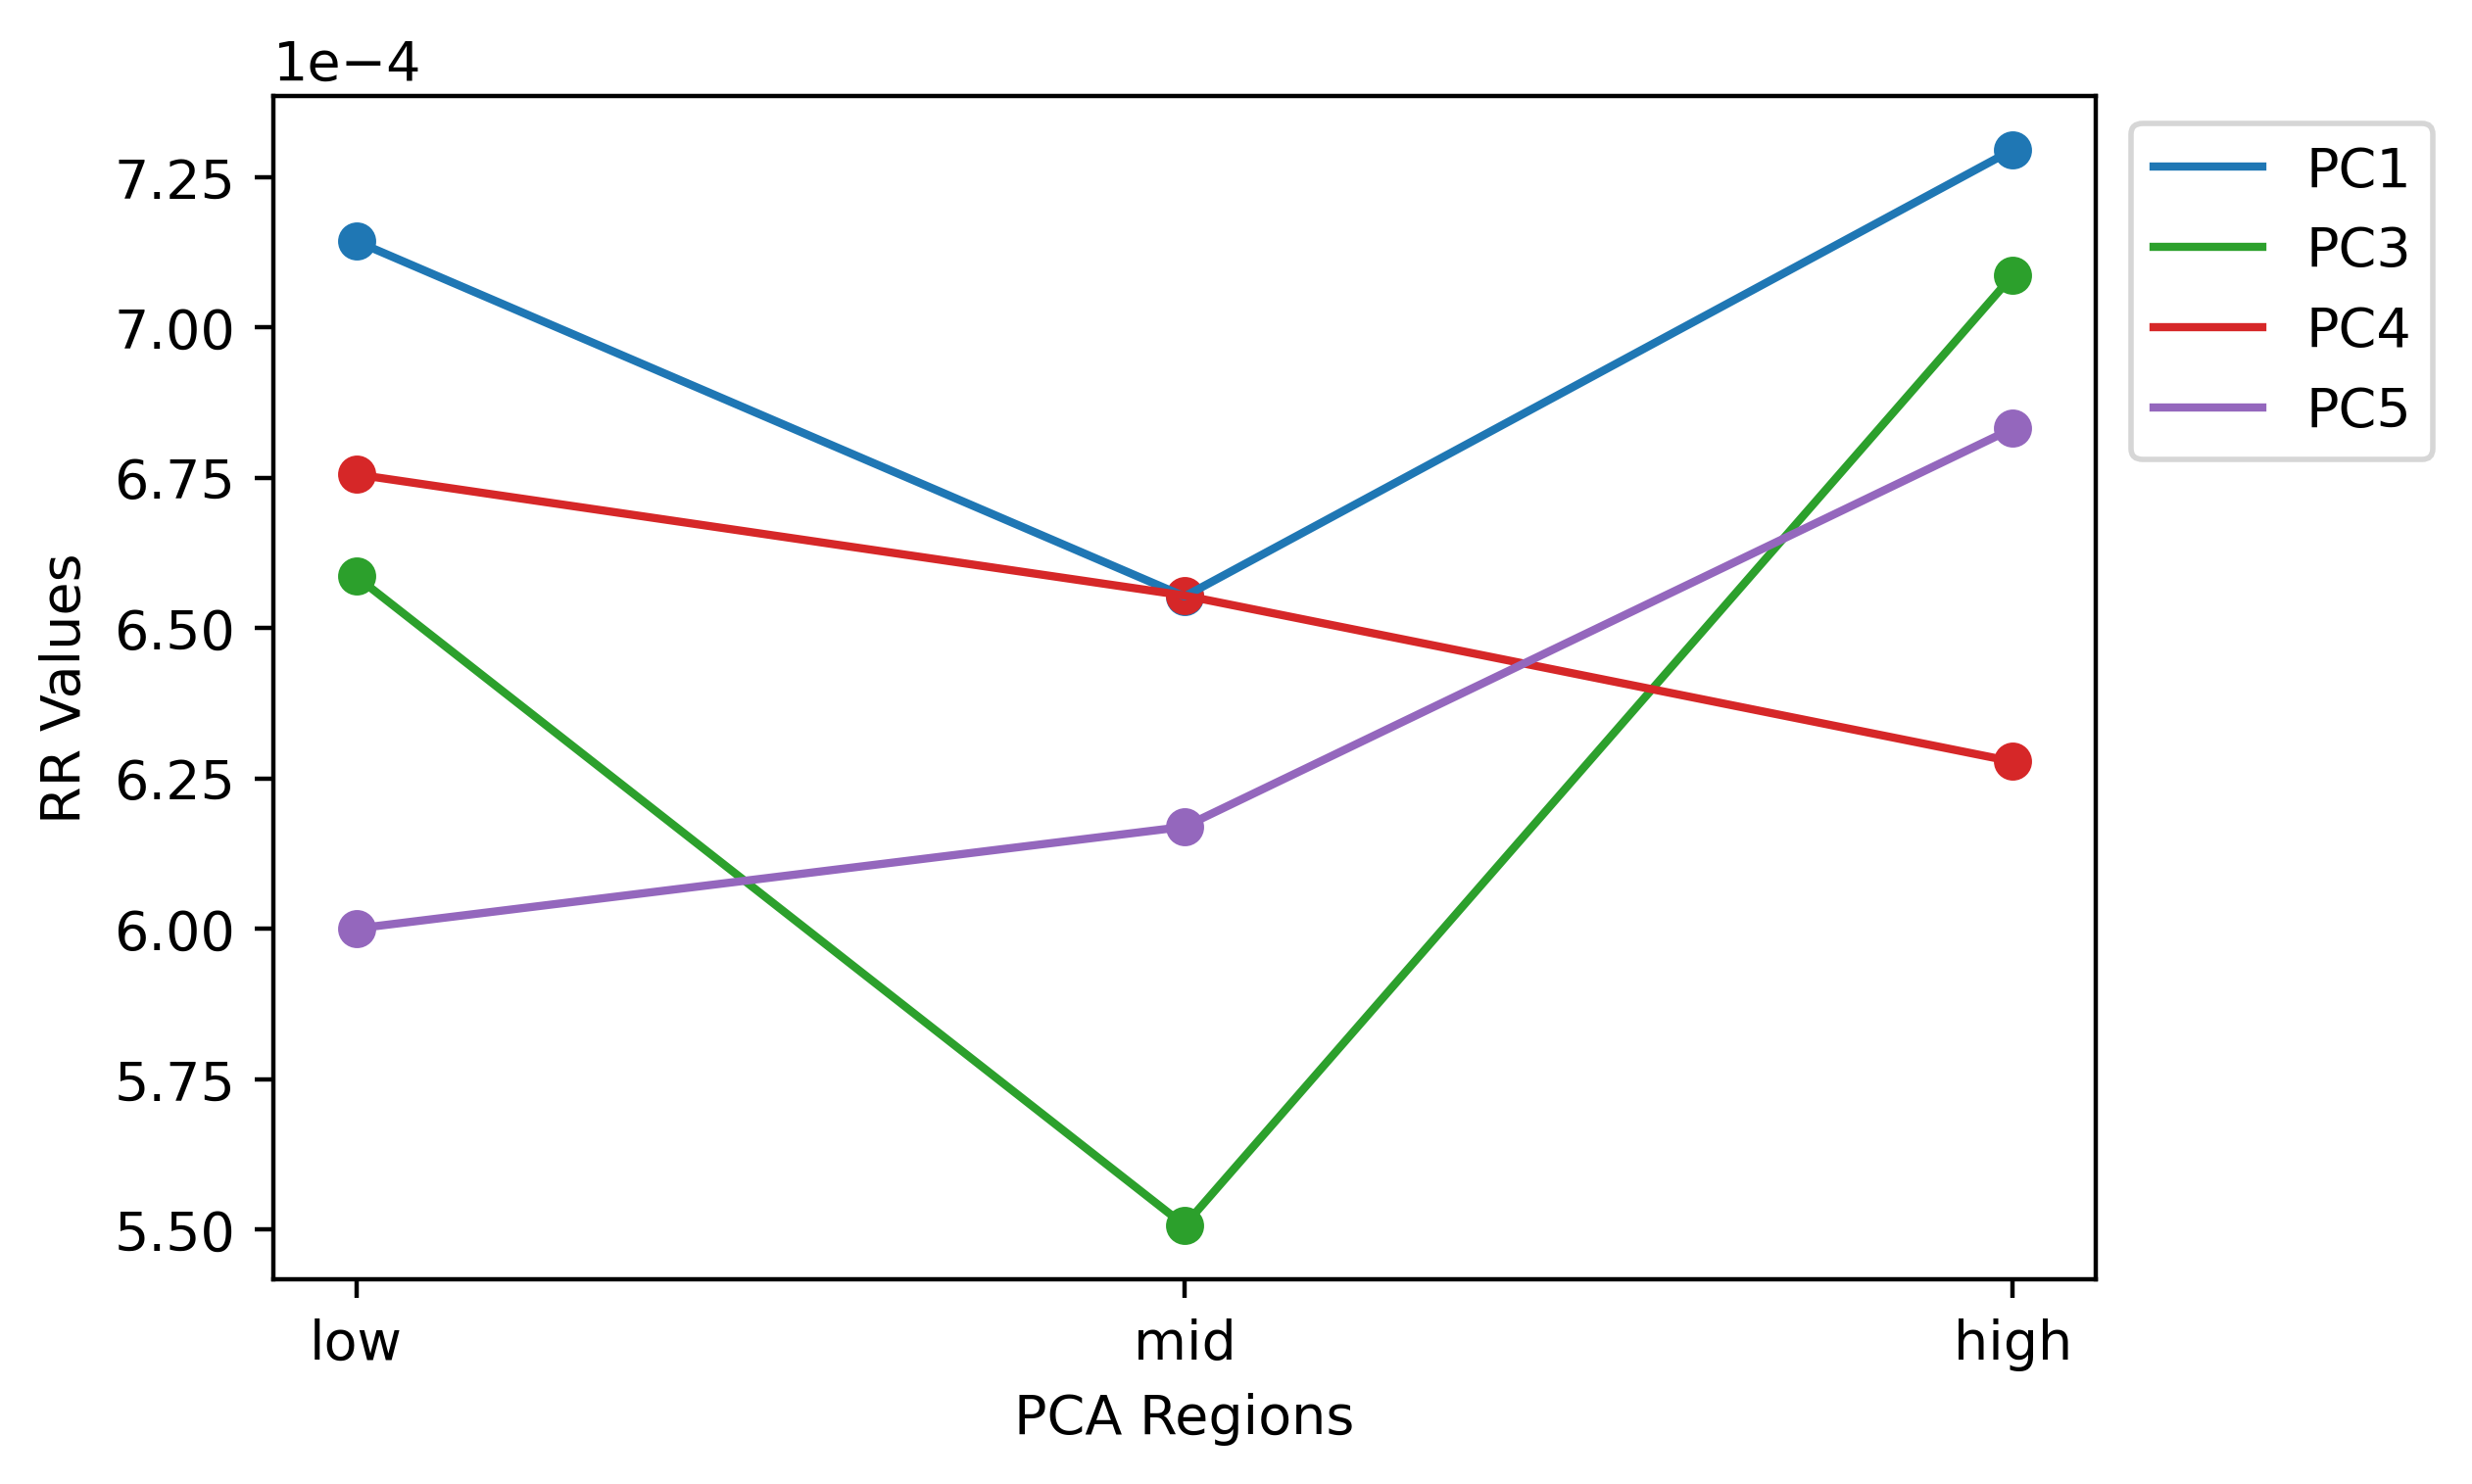 1e−4
7.25
7.00
6.75
6.50
6.25
6.00
5.75
5.50
RR Values
low
mid
high
PCA Regions
PC1
PC3
PC4
PC5